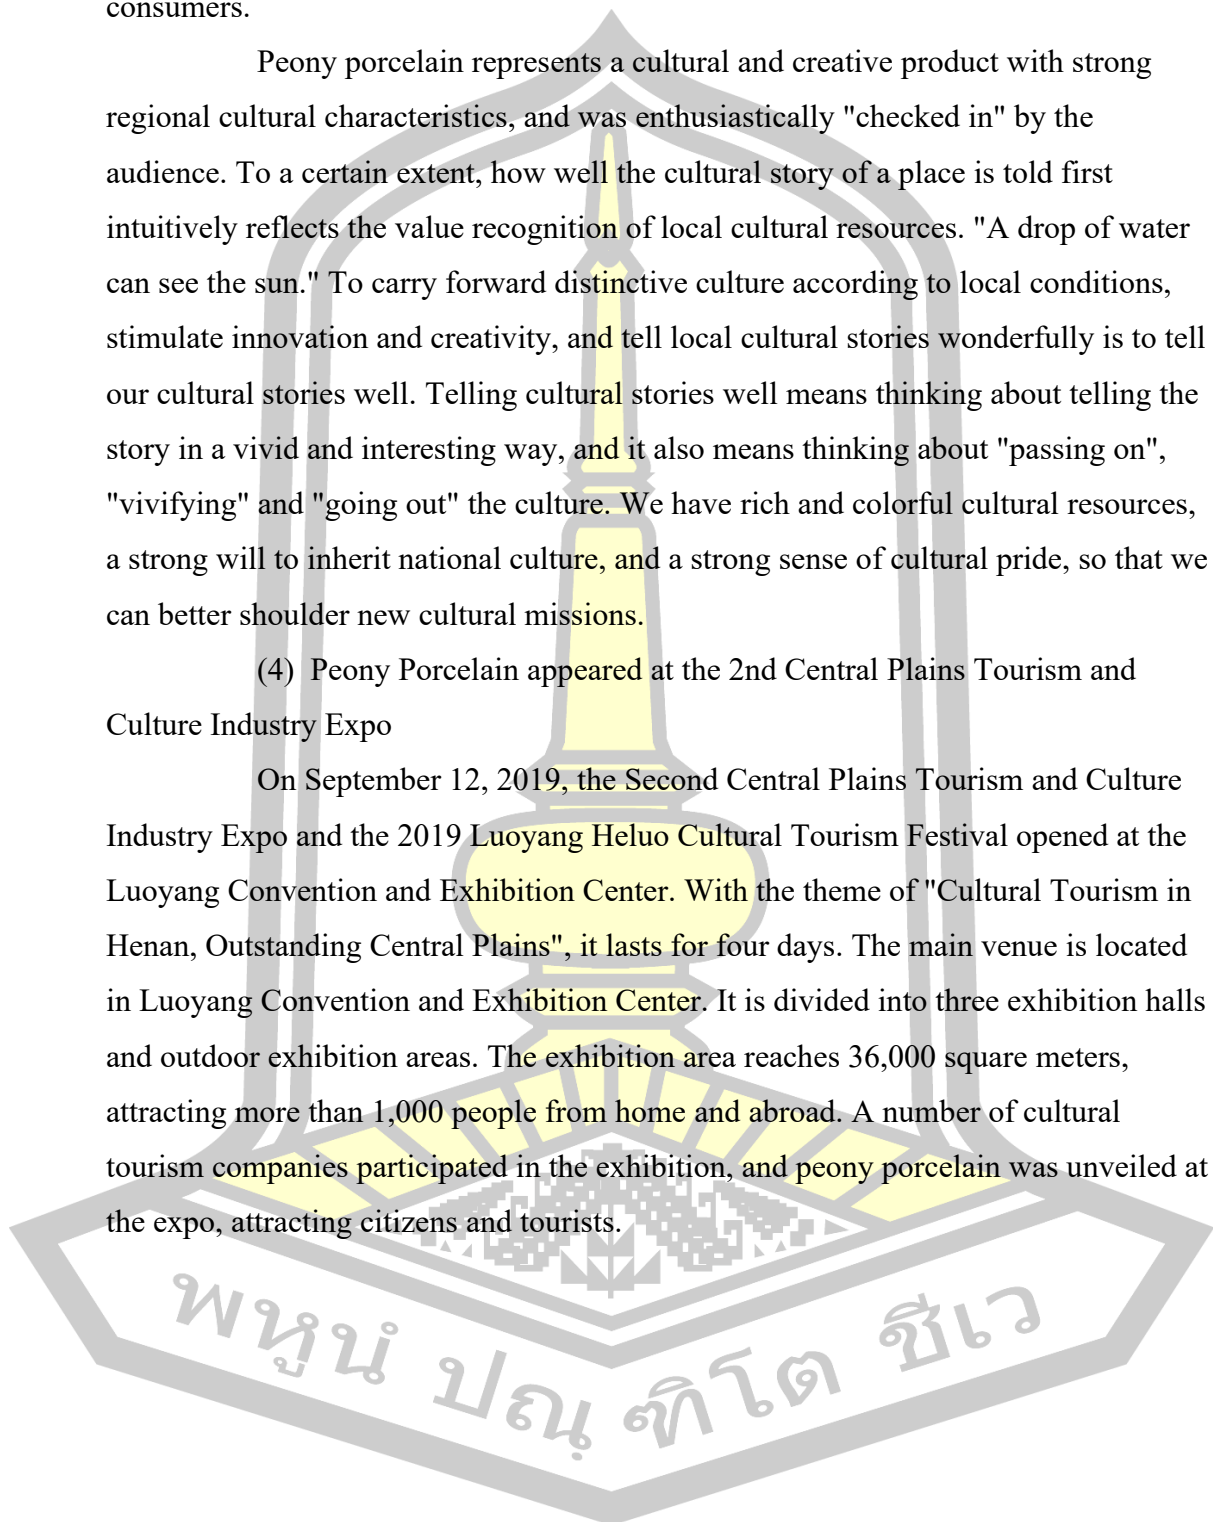 consumers.
Peony porcelain represents a cultural and creative product with strong
regional cultural characteristics, and was enthusiastically "checked in" by the
audience. To a certain extent, how well the cultural story of a place is told first
intuitively reflects the value recognition of local cultural resources. "A drop of water
can see the sun." To carry forward distinctive culture according to local conditions,
stimulate innovation and creativity, and tell local cultural stories wonderfully is to tell
our cultural stories well. Telling cultural stories well means thinking about telling the
story in a vivid and interesting way, and it also means thinking about "passing on",
"vivifying" and "going out" the culture. We have rich and colorful cultural resources,
a strong will to inherit national culture, and a strong sense of cultural pride, so that we
can better shoulder new cultural missions.
(4) Peony Porcelain appeared at the 2nd Central Plains Tourism and
Culture Industry Expo
On September 12, 2019, the Second Central Plains Tourism and Culture
Industry Expo and the 2019 Luoyang Heluo Cultural Tourism Festival opened at the
Luoyang Convention and Exhibition Center. With the theme of "Cultural Tourism in
Henan, Outstanding Central Plains", it lasts for four days. The main venue is located
in Luoyang Convention and Exhibition Center. It is divided into three exhibition halls
and outdoor exhibition areas. The exhibition area reaches 36,000 square meters,
attracting more than 1,000 people from home and abroad. A number of cultural
tourism companies participated in the exhibition, and peony porcelain was unveiled at
the expo, attracting citizens and tourists.
พหูนํ ปณฺ ฑิโต ชีเว